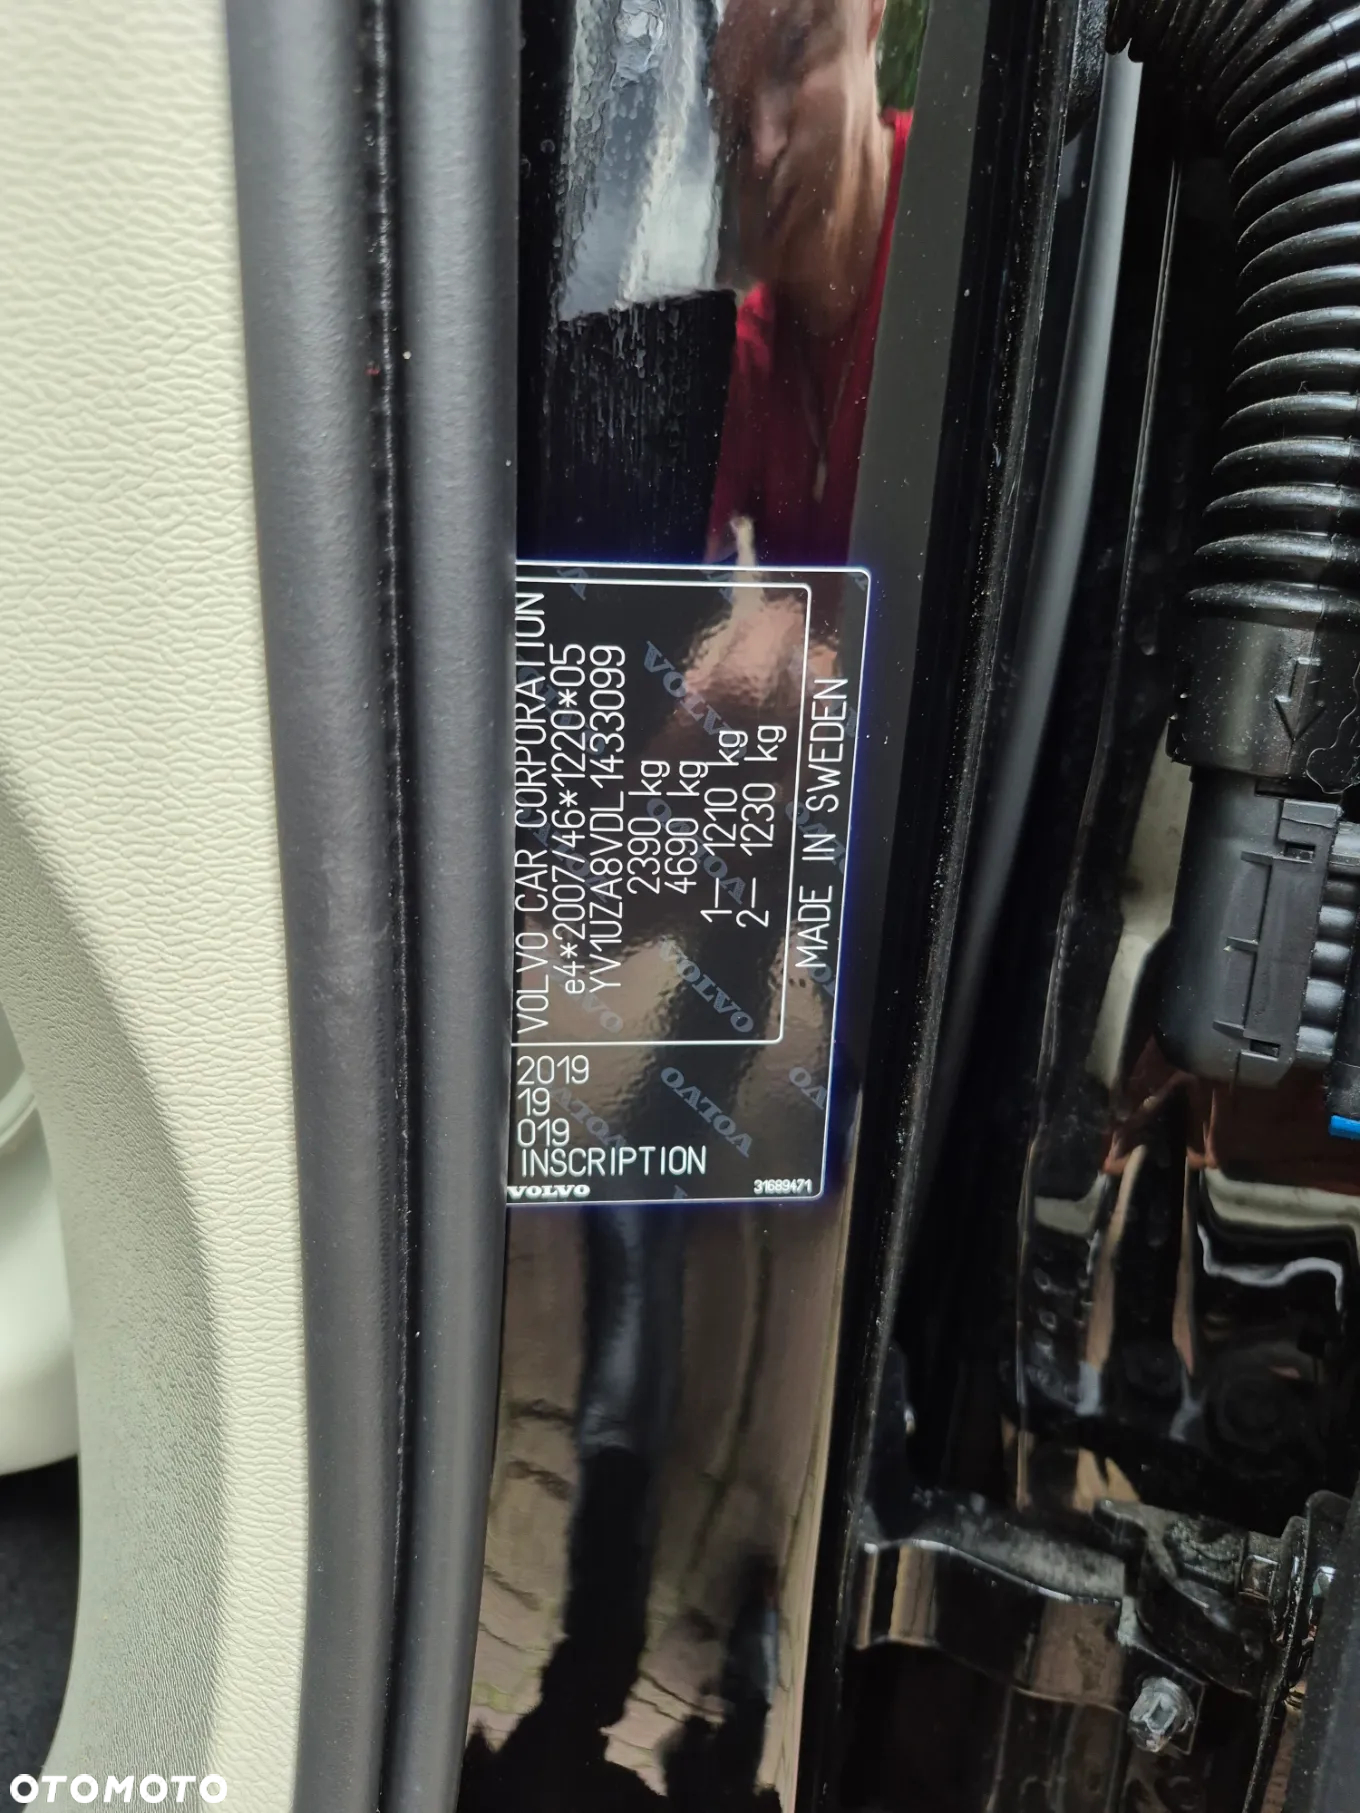 VOLVO CAR CORPORATION
e4*2007/46*1220*05
YV1UZA8VDL1433099
2390 kg
4690 kg
1— 1210 kg
2— 1230 kg
MADE IN SWEDEN
2019
19
019
INSCRIPTION
VOLVO
31689471
OTOMOTO